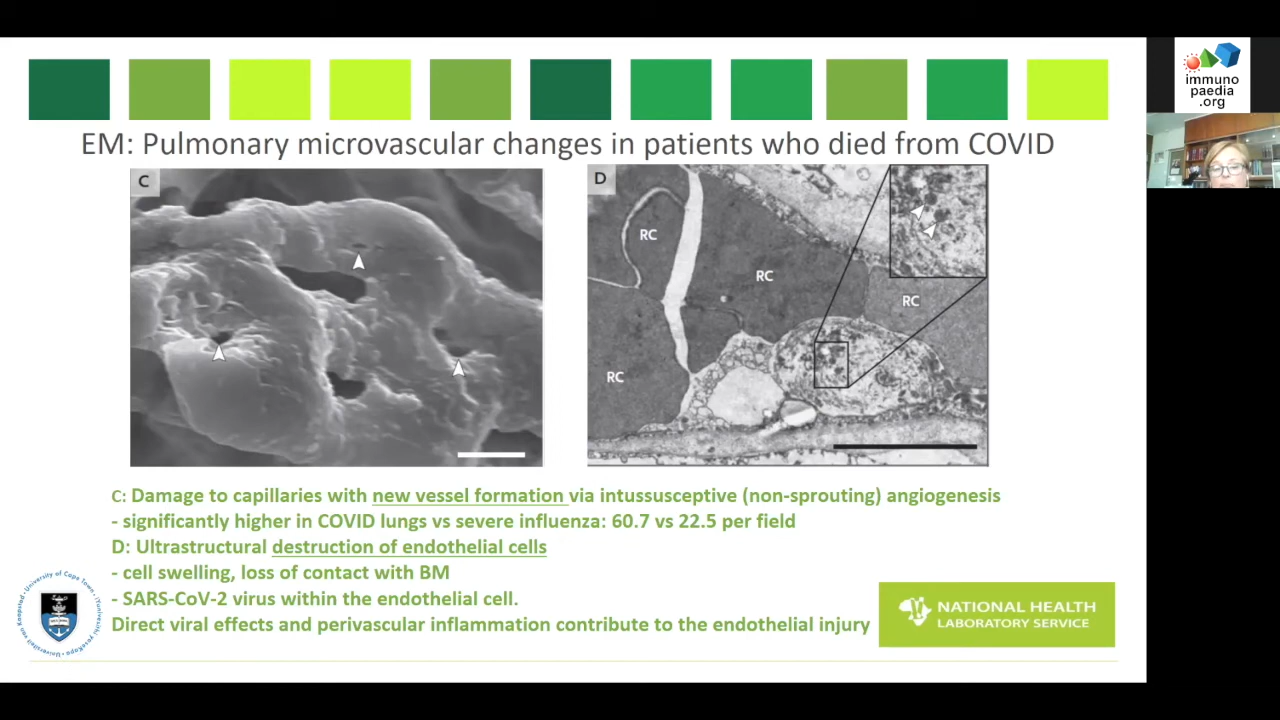 EM: Pulmonary microvascular changes in patients who died from COVID
C
D
RC
RC
RC
RC
C: Damage to capillaries with new vessel formation via intussusceptive (non-sprouting) angiogenesis
- significantly higher in COVID lungs vs severe influenza: 60.7 vs 22.5 per field
D: Ultrastructural destruction of endothelial cells
- cell swelling, loss of contact with BM
- SARS-CoV-2 virus within the endothelial cell.
Direct viral effects and perivascular inflammation contribute to the endothelial injury
University of Cape Town
NATIONAL HEALTH
LABORATORY SERVICE
immuno
paedia
.org